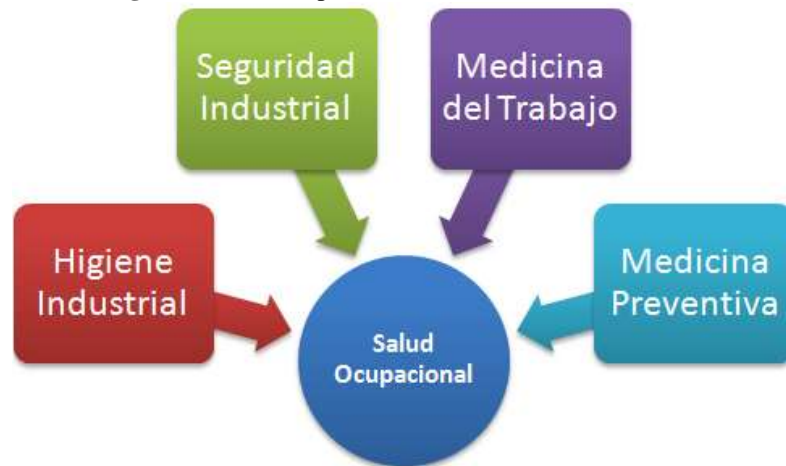 Seguridad
Industrial
Medicina
del Trabajo
Higiene
Industrial
Medicina
Preventiva
Salud
Ocupacional